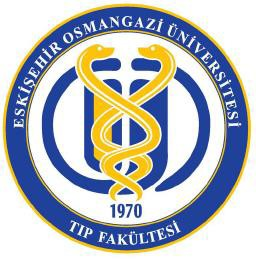 ESKİŞEHİR OSMANGAZİ ÜNİVERSİTESİ
1970
TIP FAKÜLTESİ